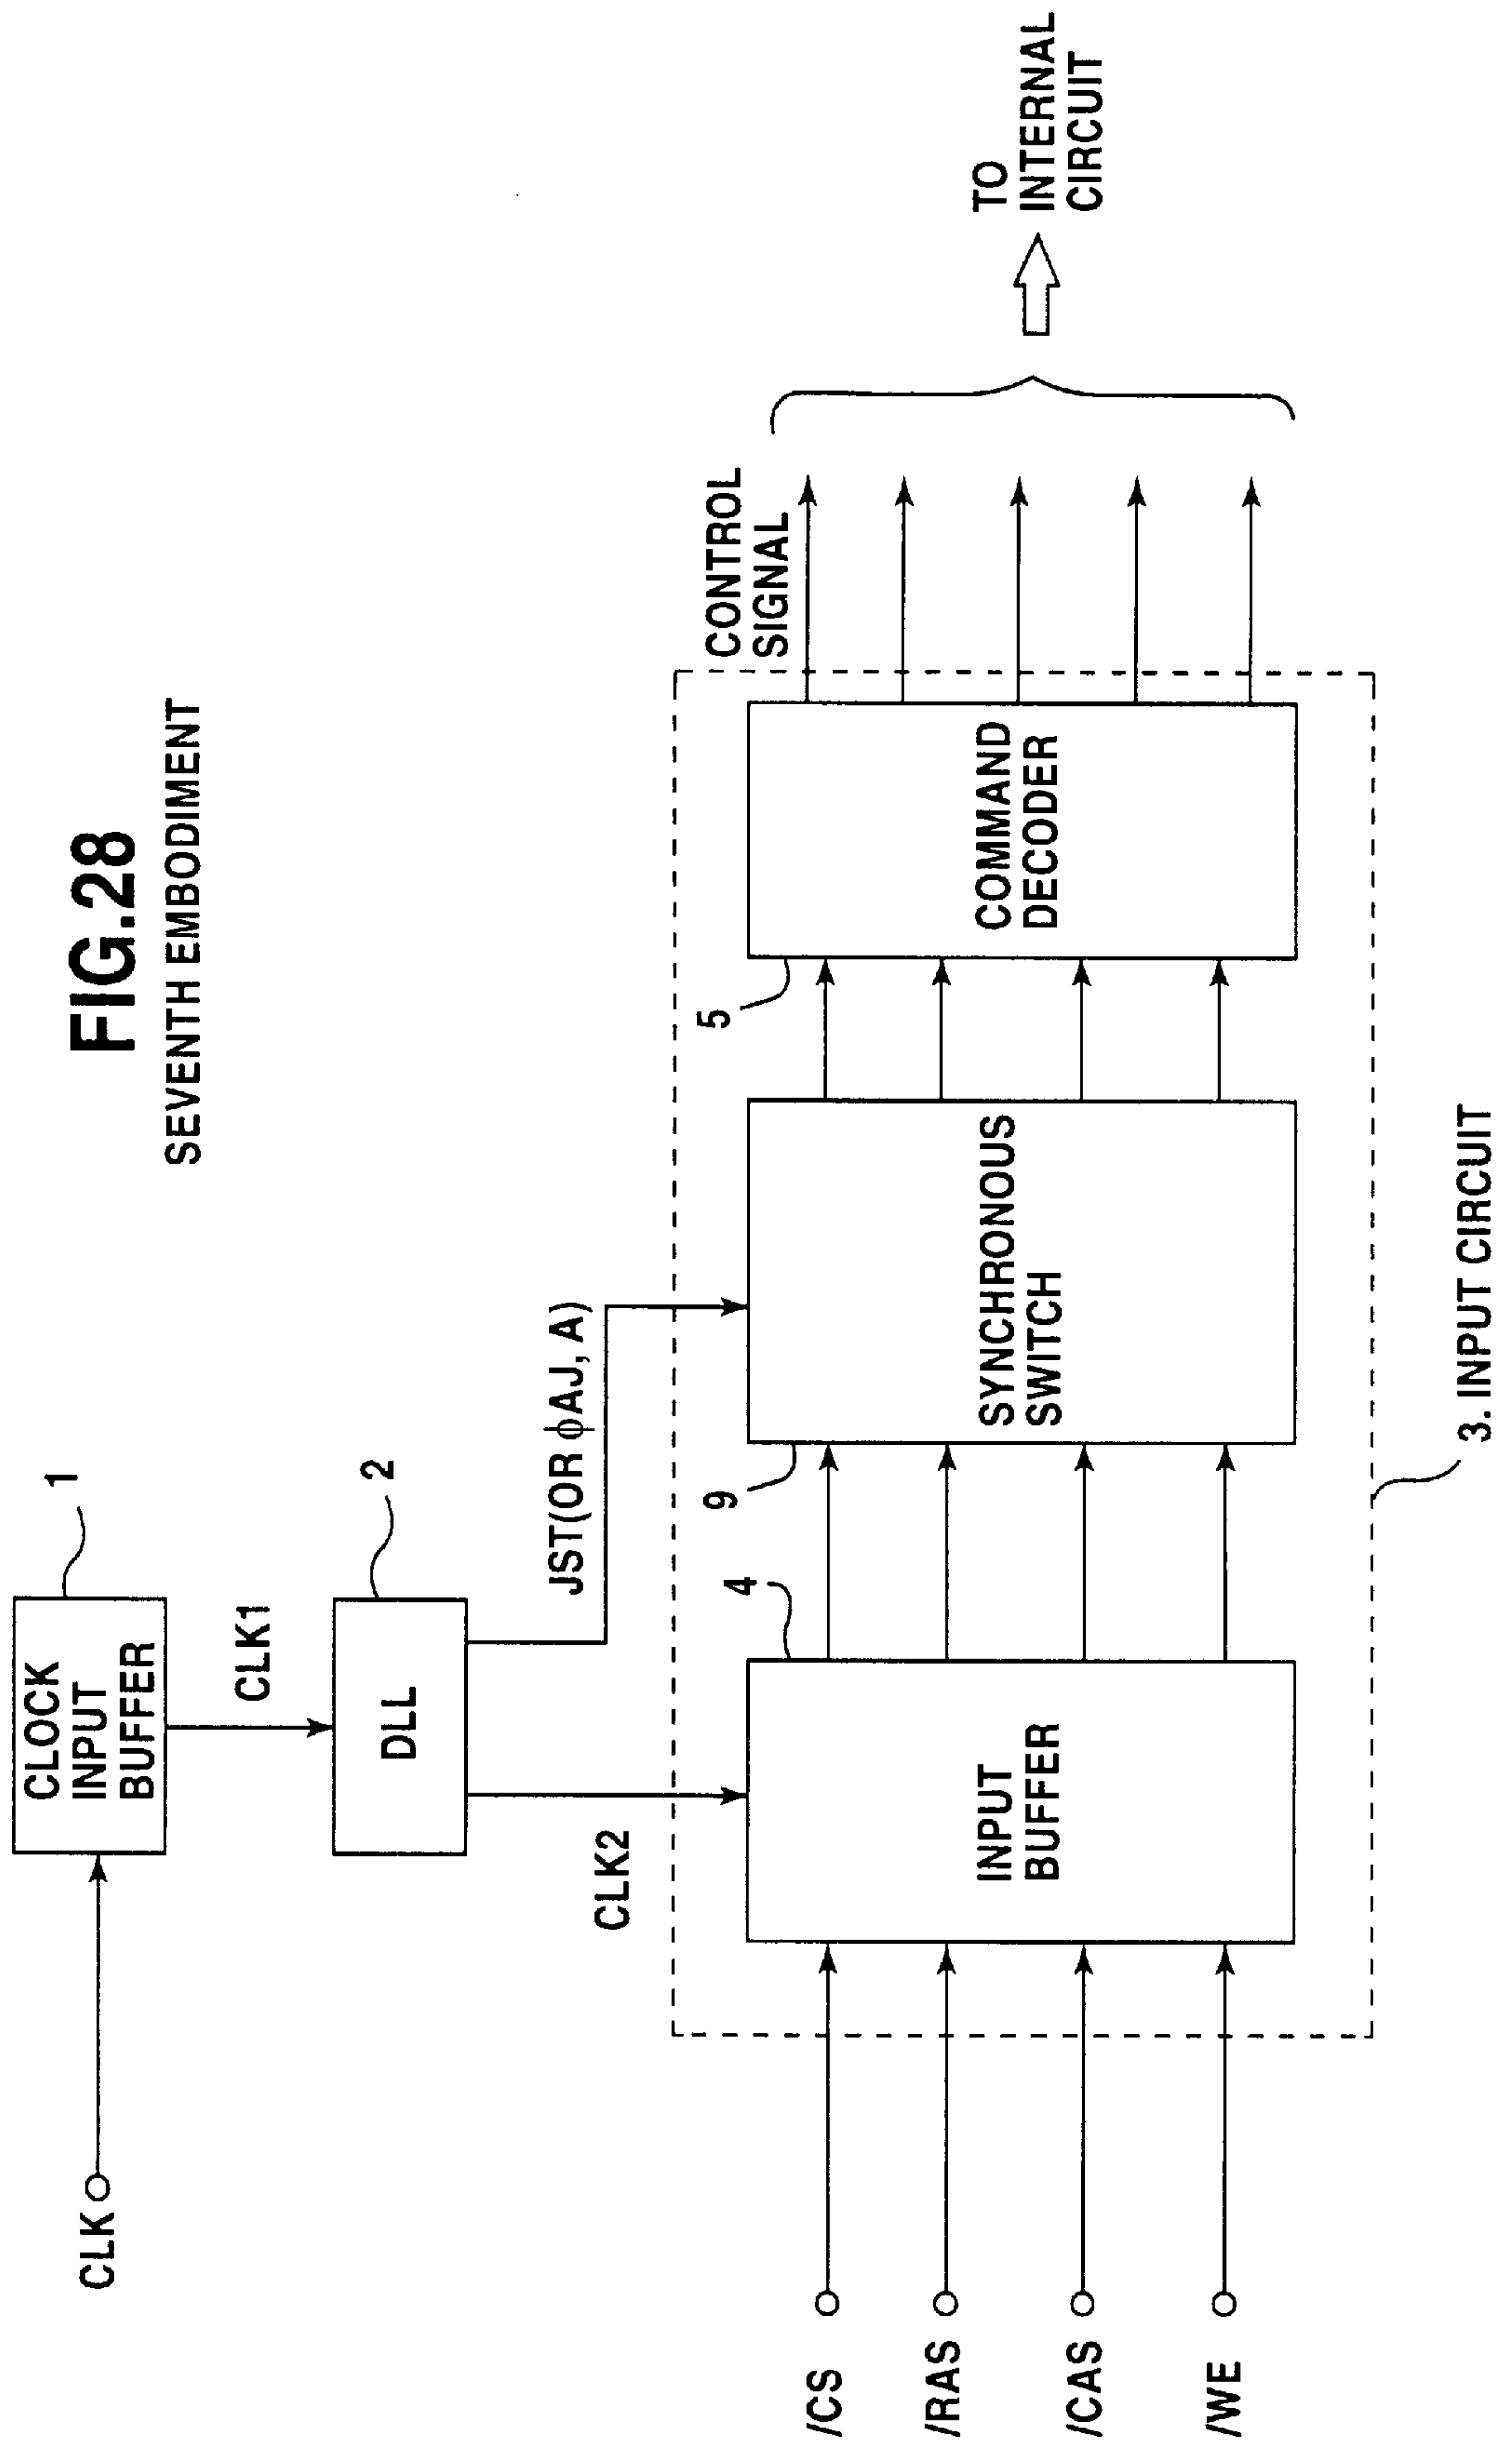 FIG.28
SEVENTH EMBODIMENT
CLK
CLOCK
INPUT
BUFFER
1
CLK1
DLL
2
CLK2
JST(OR ϕAJ, A)
CONTROL
SIGNAL
/CS
/RAS
/CAS
/WE
4
INPUT
BUFFER
9
SYNCHRONOUS
SWITCH
5
COMMAND
DECODER
TO
INTERNAL
CIRCUIT
3. INPUT CIRCUIT